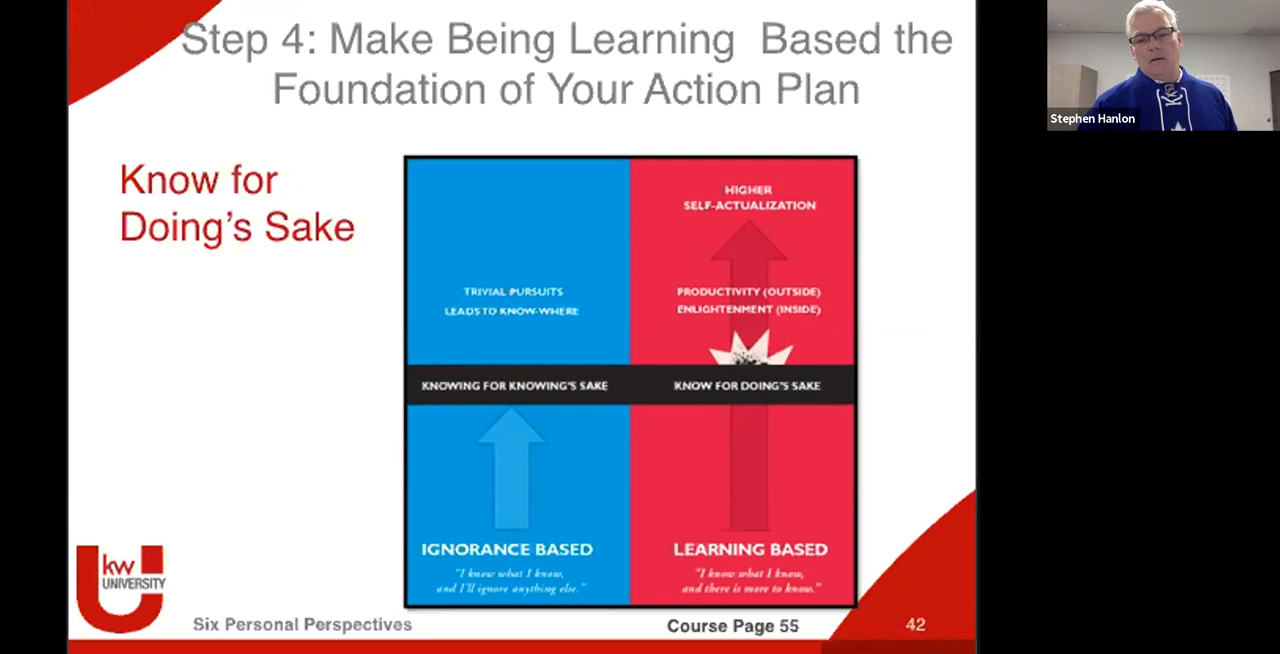 Step 4: Make Being Learning Based the
Foundation of Your Action Plan
Stephen Hanlon
Know for
Doing's Sake
HIGHER
SELF-ACTUALIZATION
TRIVIAL PURSUITS
LEADS TO KNOW-WHERE
PRODUCTIVITY (OUTSIDE)
ENLIGHTENMENT (INSIDE)
KNOWING FOR KNOWING'S SAKE
KNOW FOR DOING'S SAKE
IGNORANCE BASED
"I know what I know,
and I'll ignore anything else."
LEARNING BASED
"I know what I know,
and there is more to know."
kw
UNIVERSITY
Six Personal Perspectives
Course Page 55
42